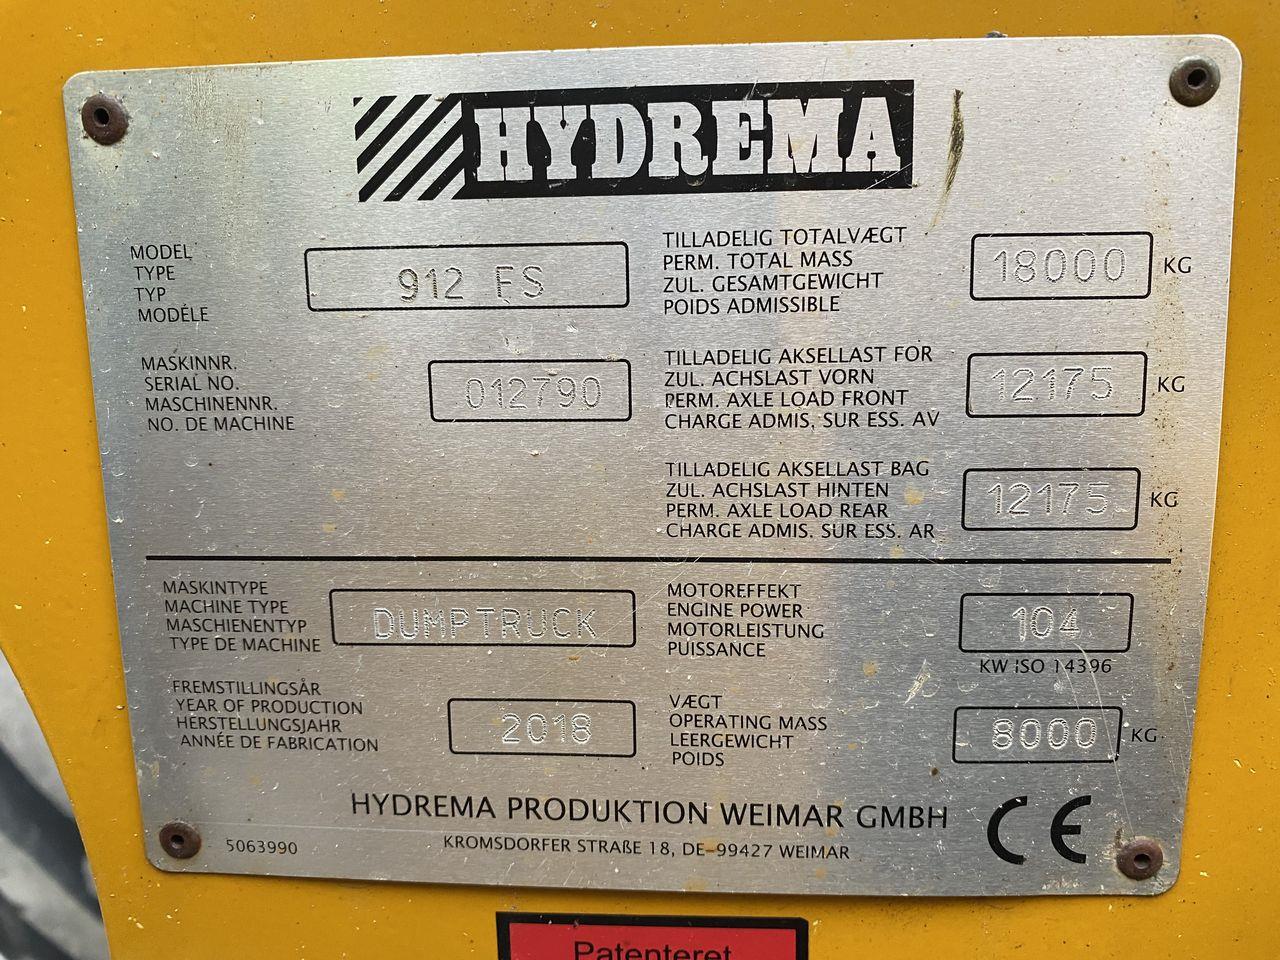 HYDREMA
MODEL
TYPE
TYP
MODÉLE
912 FS
TILLADELIG TOTALVÆGT
PERM. TOTAL MASS
ZUL. GESAMTGEWICHT
POIDS ADMISSIBLE
18000 KG
MASKINNR.
SERIAL NO.
MASCHINENNR.
NO. DE MACHINE
012790
TILLADELIG AKSELLAST FOR
ZUL. ACHSLAST VORN
PERM. AXLE LOAD FRONT
CHARGE ADMIS, SUR ESS. AV
12175 KG
TILLADELIG AKSELLAST BAG
ZUL. ACHSLAST HINTEN
PERM. AXLE LOAD REAR
CHARGE ADMIS. SUR ESS. AR
12175 KG
MASKINTYPE
MACHINE TYPE
MASCHIENENTYP
TYPE DE MACHINE
DUMPTRUCK
MOTOREFFEKT
ENGINE POWER
MOTORLEISTUNG
PUISSANCE
104
KW ISO 14396
FREMSTILLINGSÅR
YEAR OF PRODUCTION
HERSTELLUNGSJAHR
ANNÉE DE FABRICATION
2018
VÆGT
OPERATING MASS
LEERGEWICHT
POIDS
8000 KG
HYDREMA PRODUKTION WEIMAR GMBH
KROMSDORFER STRAßE 18, DE-99427 WEIMAR
CE
5063990
Patenteret